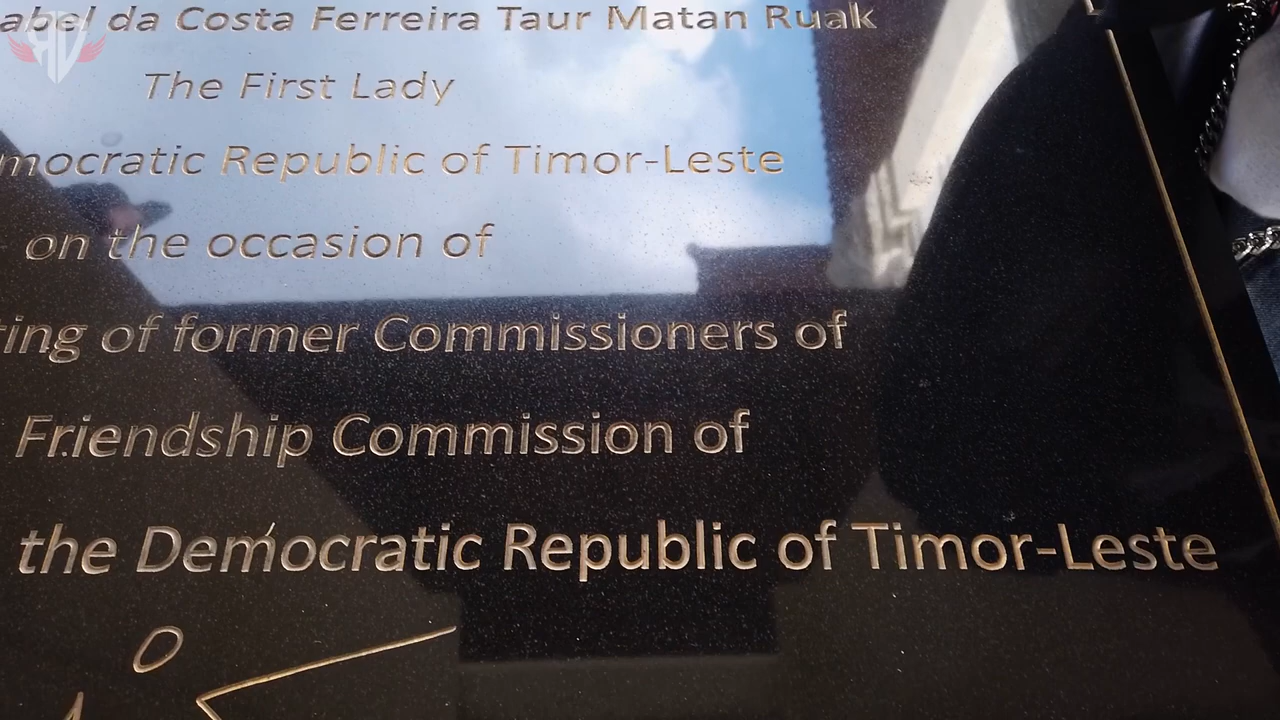 abel da Costa Ferreira Taur Matan Ruak
The First Lady
mocratic Republic of Timor-Leste
on the occasion of
ting of former Commissioners of
Friendship Commission of
the Democratic Republic of Timor-Leste